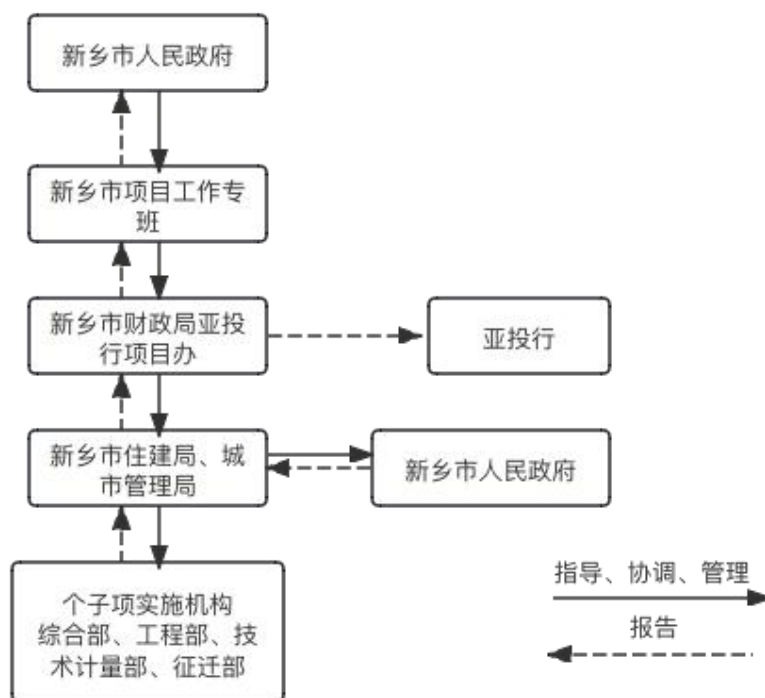 新乡市人民政府
新乡市项目工作专
班
新乡市财政局亚投
行项目办
亚投行
新乡市住建局、城
市管理局
新乡市人民政府
个子项实施机构
综合部、工程部、技
术计量部、征迁部
指导、协调、管理
报告